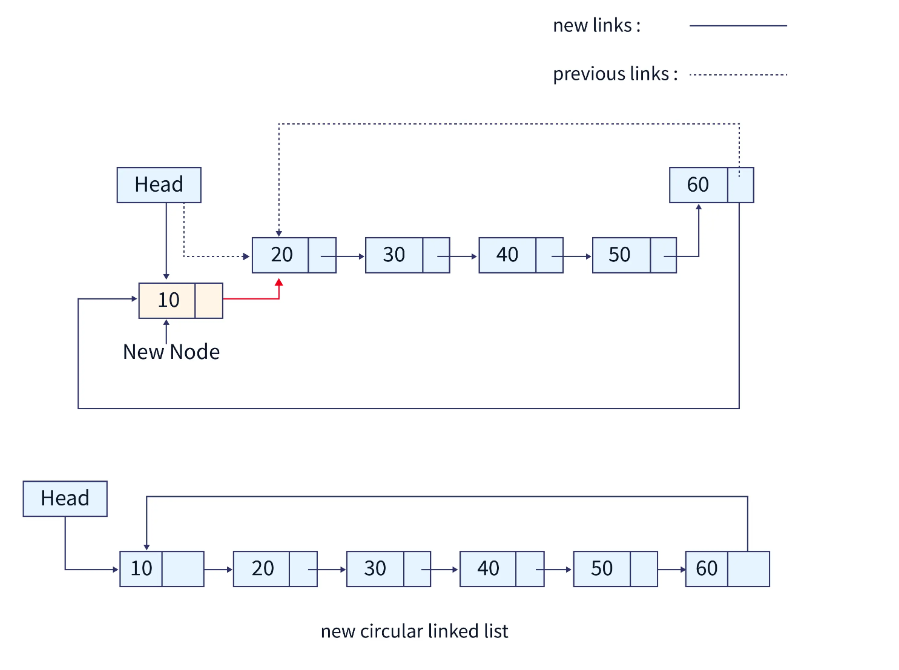 new links :
previous links :
Head
60
20
30
40
50
10
New Node
Head
10
20
30
40
50
60
new circular linked list